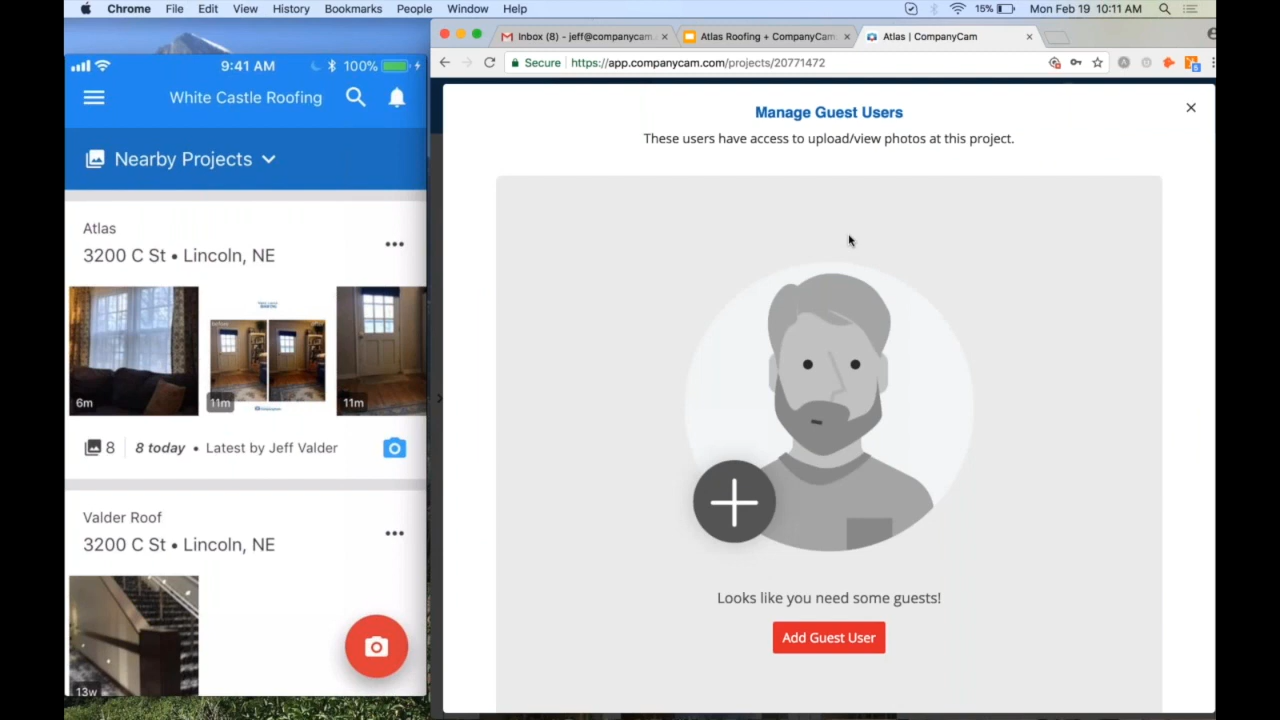 Chrome File Edit View History Bookmarks People Window Help
15% Mon Feb 19 10:11 AM
9:41 AM 100%
White Castle Roofing
Nearby Projects
Atlas
3200 C St • Lincoln, NE
6m
11m
11m
8 8 today • Latest by Jeff Valder
Valder Roof
3200 C St • Lincoln, NE
13w
Inbox (8) - jeff@companycam
Atlas Roofing + CompanyCam
Atlas | CompanyCam
Secure https://app.companycam.com/projects/20771472
Manage Guest Users
These users have access to upload/view photos at this project.
Looks like you need some guests!
Add Guest User